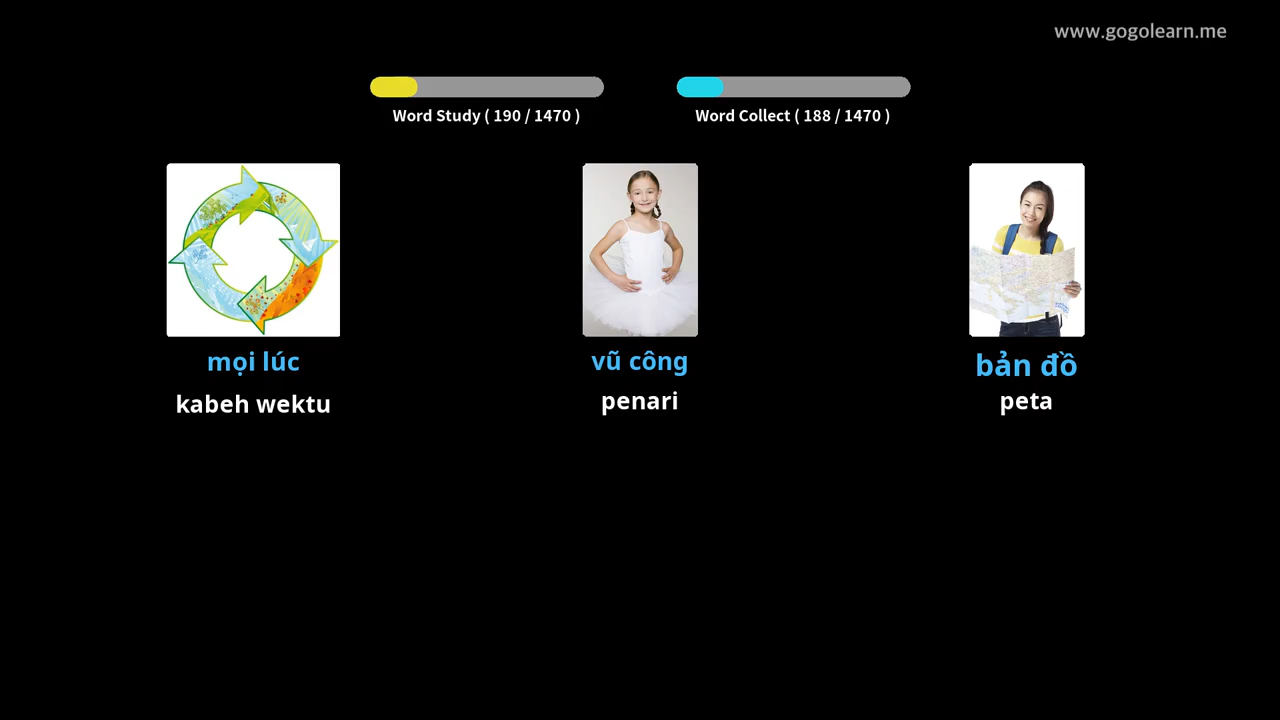 www.gogolearn.me
Word Study ( 190 / 1470 )
Word Collect ( 188 / 1470 )
mọi lúc
kabeh wektu
vũ công
penari
bản đồ
peta